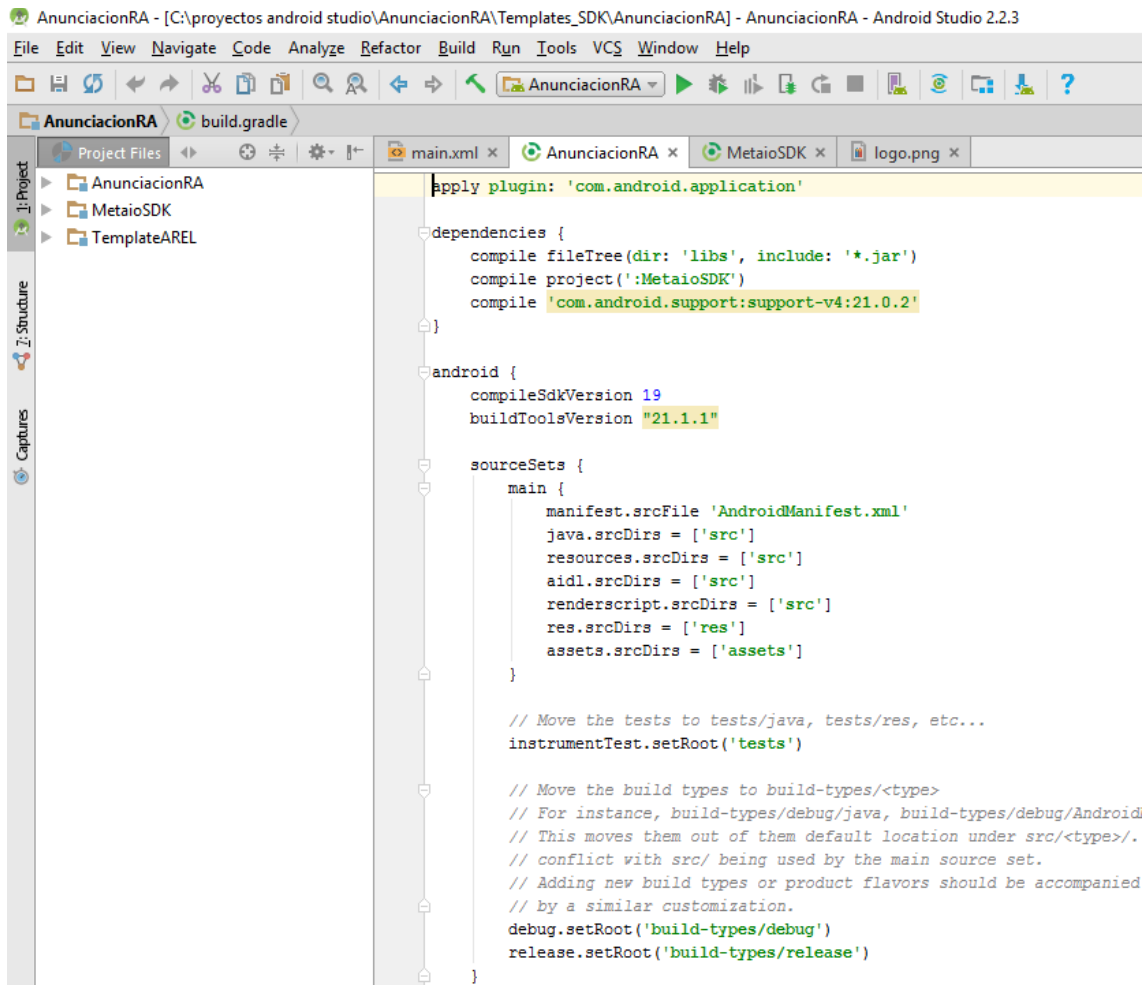 AnunciacionRA - [C:\proyectos android studio\AnunciacionRA\Templates_SDK\AnunciacionRA] - AnunciacionRA - Android Studio 2.2.3
File Edit View Navigate Code Analyze Refactor Build Run Tools VCS Window Help
AnunciacionRA
AnunciacionRA build.gradle
Project Files
main.xml AnunciacionRA MetaioSDK logo.png
1: Project
7: Structure
Captures
AnunciacionRA
MetaioSDK
TemplateAREL
apply plugin: 'com.android.application'
dependencies {
compile fileTree(dir: 'libs', include: '*.jar')
compile project(':MetaioSDK')
compile 'com.android.support:support-v4:21.0.2'
}
android {
compileSdkVersion 19
buildToolsVersion "21.1.1"
sourceSets {
main {
manifest.srcFile 'AndroidManifest.xml'
java.srcDirs = ['src']
resources.srcDirs = ['src']
aidl.srcDirs = ['src']
renderscript.srcDirs = ['src']
res.srcDirs = ['res']
assets.srcDirs = ['assets']
}
// Move the tests to tests/java, tests/res, etc...
instrumentTest.setRoot('tests')
// Move the build types to build-types/<type>
// For instance, build-types/debug/java, build-types/debug/Android
// This moves them out of them default location under src/<type>/.
// conflict with src/ being used by the main source set.
// Adding new build types or product flavors should be accompanied
// by a similar customization.
debug.setRoot('build-types/debug')
release.setRoot('build-types/release')
}